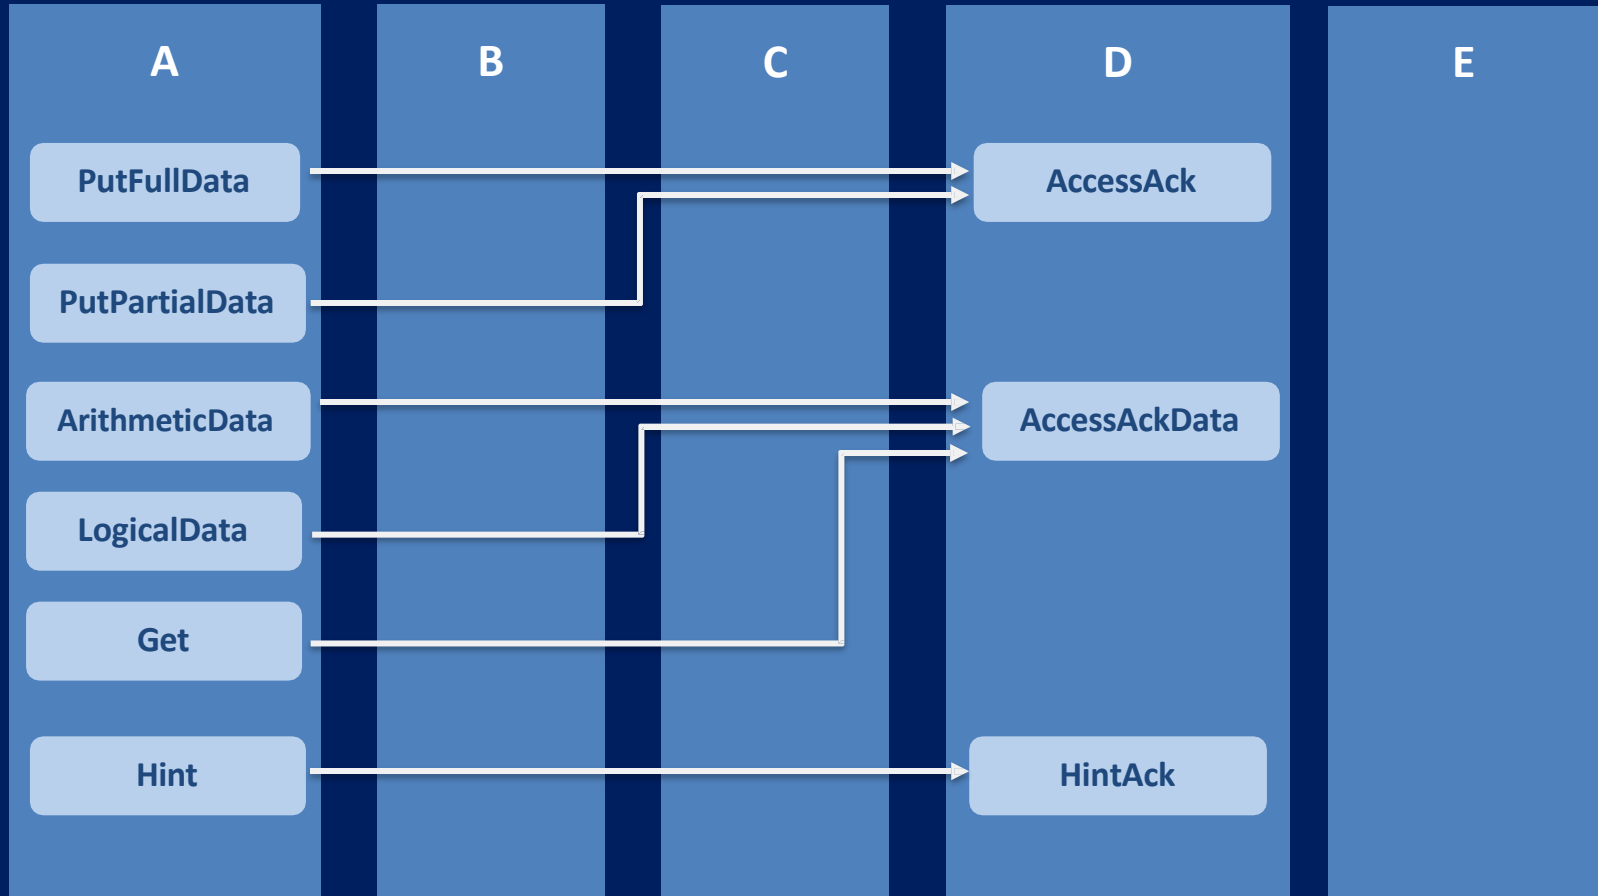 A
B
C
D
E
PutFullData
AccessAck
PutPartialData
ArithmeticData
AccessAckData
LogicalData
Get
Hint
HintAck